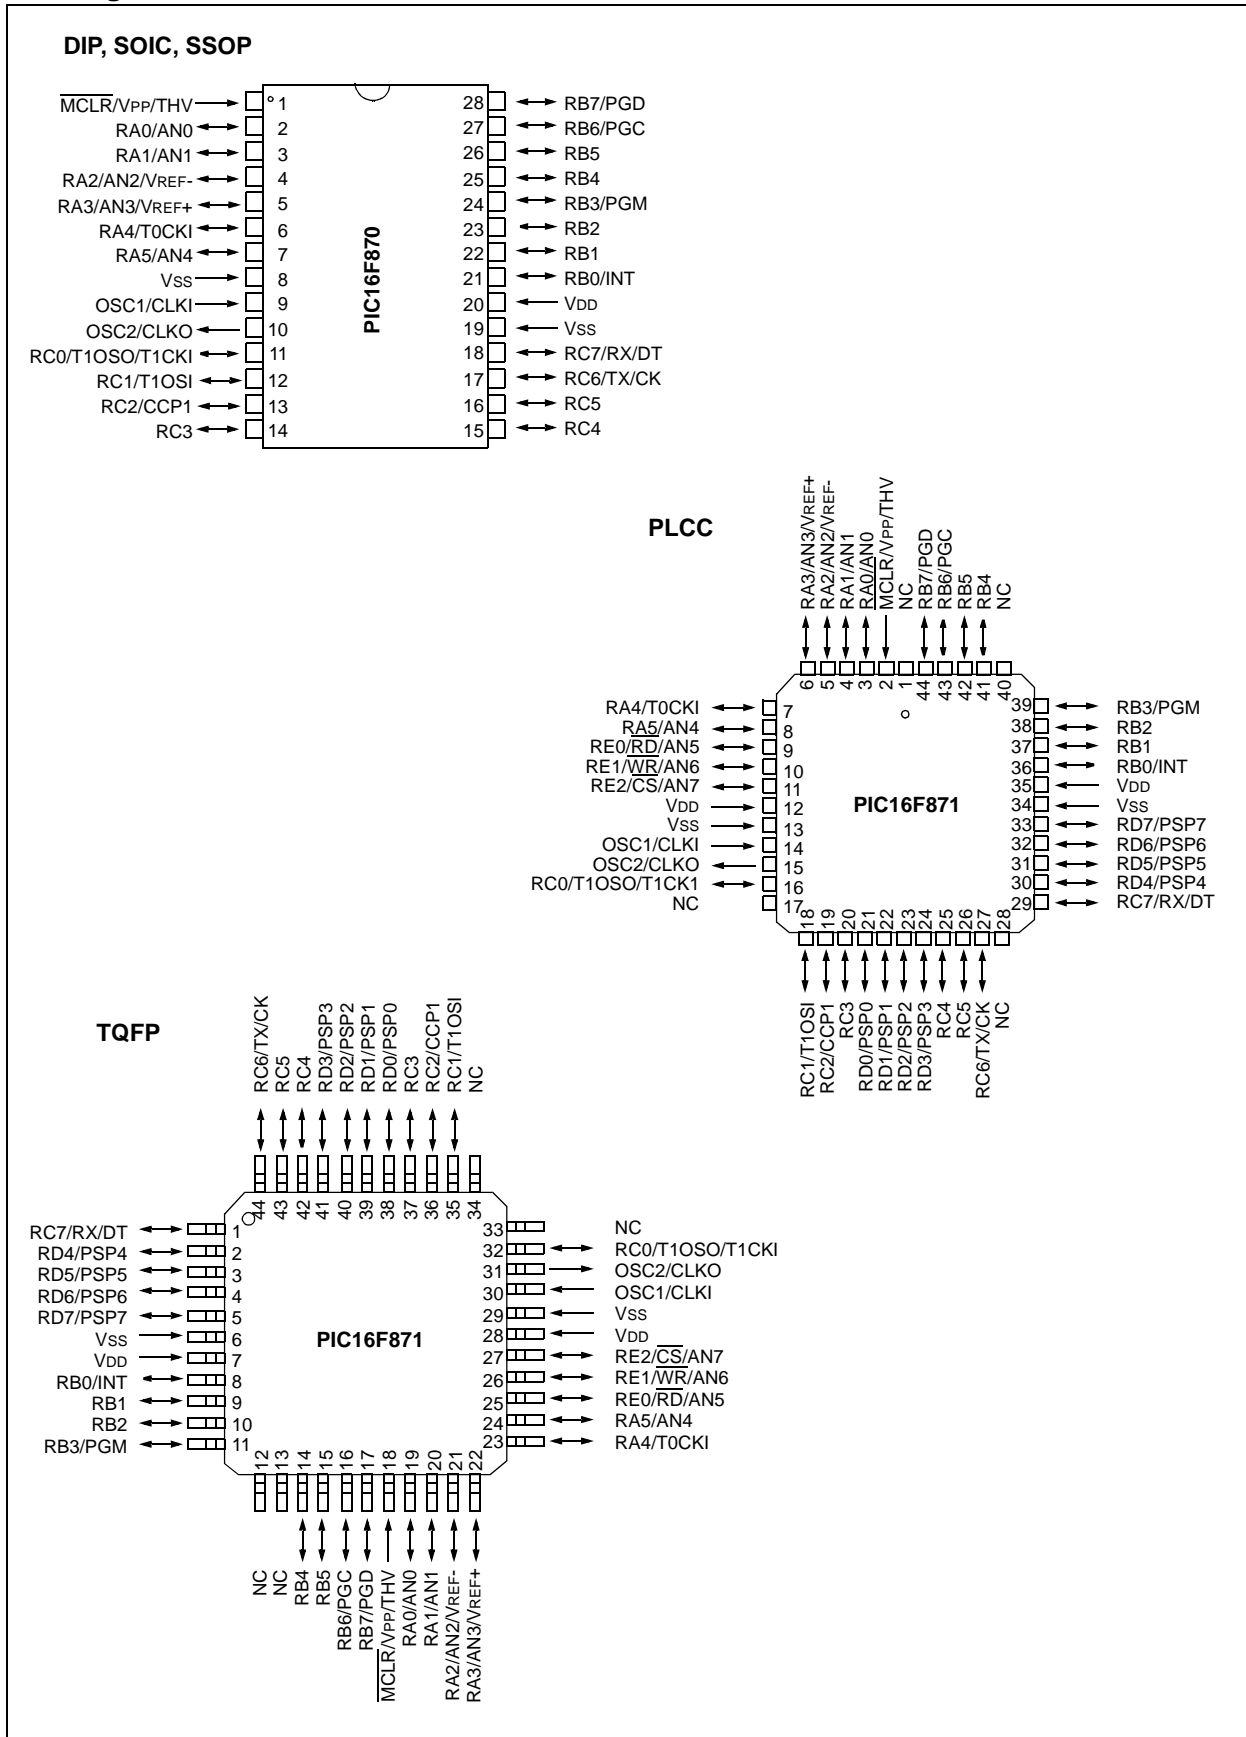 DIP, SOIC, SSOP
MCLR/VPP/THV 1 28 RB7/PGD
RA0/AN0 2 27 RB6/PGC
RA1/AN1 3 26 RB5
RA2/AN2/VREF- 4 25 RB4
RA3/AN3/VREF+ 5 24 RB3/PGM
RA4/T0CKI 6 23 RB2
RA5/AN4 7 22 RB1
VSS 8 21 RB0/INT
OSC1/CLKI 9 20 VDD
OSC2/CLKO 10 19 VSS
RC0/T1OSO/T1CKI 11 18 RC7/RX/DT
RC1/T1OSI 12 17 RC6/TX/CK
RC2/CCP1 13 16 RC5
RC3 14 15 RC4
PIC16F870
PLCC
RA3/AN3/VREF+
RA2/AN2/VREF-
RA1/AN1
RA0/AN0
MCLR/VPP/THV
NC
RB7/PGD
RB6/PGC
RB5
RB4
NC
6 5 4 3 2 1 44 43 42 41 40
RA4/T0CKI 7 39 RB3/PGM
RA5/AN4 8 38 RB2
RE0/RD/AN5 9 37 RB1
RE1/WR/AN6 10 36 RB0/INT
RE2/CS/AN7 11 35 VDD
VDD 12 34 VSS
VSS 13 33 RD7/PSP7
OSC1/CLKI 14 32 RD6/PSP6
OSC2/CLKO 15 31 RD5/PSP5
RC0/T1OSO/T1CK1 16 30 RD4/PSP4
NC 17 29 RC7/RX/DT
PIC16F871
18 19 20 21 22 23 24 25 26 27 28
RC1/T1OSI
RC2/CCP1
RC3
RD0/PSP0
RD1/PSP1
RD2/PSP2
RD3/PSP3
RC4
RC5
RC6/TX/CK
NC
TQFP
RC6/TX/CK
RC5
RC4
RD3/PSP3
RD2/PSP2
RD1/PSP1
RD0/PSP0
RC3
RC2/CCP1
RC1/T1OSI
NC
44 43 42 41 40 39 38 37 36 35 34
RC7/RX/DT 1 33 NC
RD4/PSP4 2 32 RC0/T1OSO/T1CKI
RD5/PSP5 3 31 OSC2/CLKO
RD6/PSP6 4 30 OSC1/CLKI
RD7/PSP7 5 29 VSS
VSS 6 28 VDD
VDD 7 27 RE2/CS/AN7
RB0/INT 8 26 RE1/WR/AN6
RB1 9 25 RE0/RD/AN5
RB2 10 24 RA5/AN4
RB3/PGM 11 23 RA4/T0CKI
PIC16F871
12 13 14 15 16 17 18 19 20 21 22
NC
NC
RB4
RB5
RB6/PGC
RB7/PGD
MCLR/VPP/THV
RA0/AN0
RA1/AN1
RA2/AN2/VREF-
RA3/AN3/VREF+